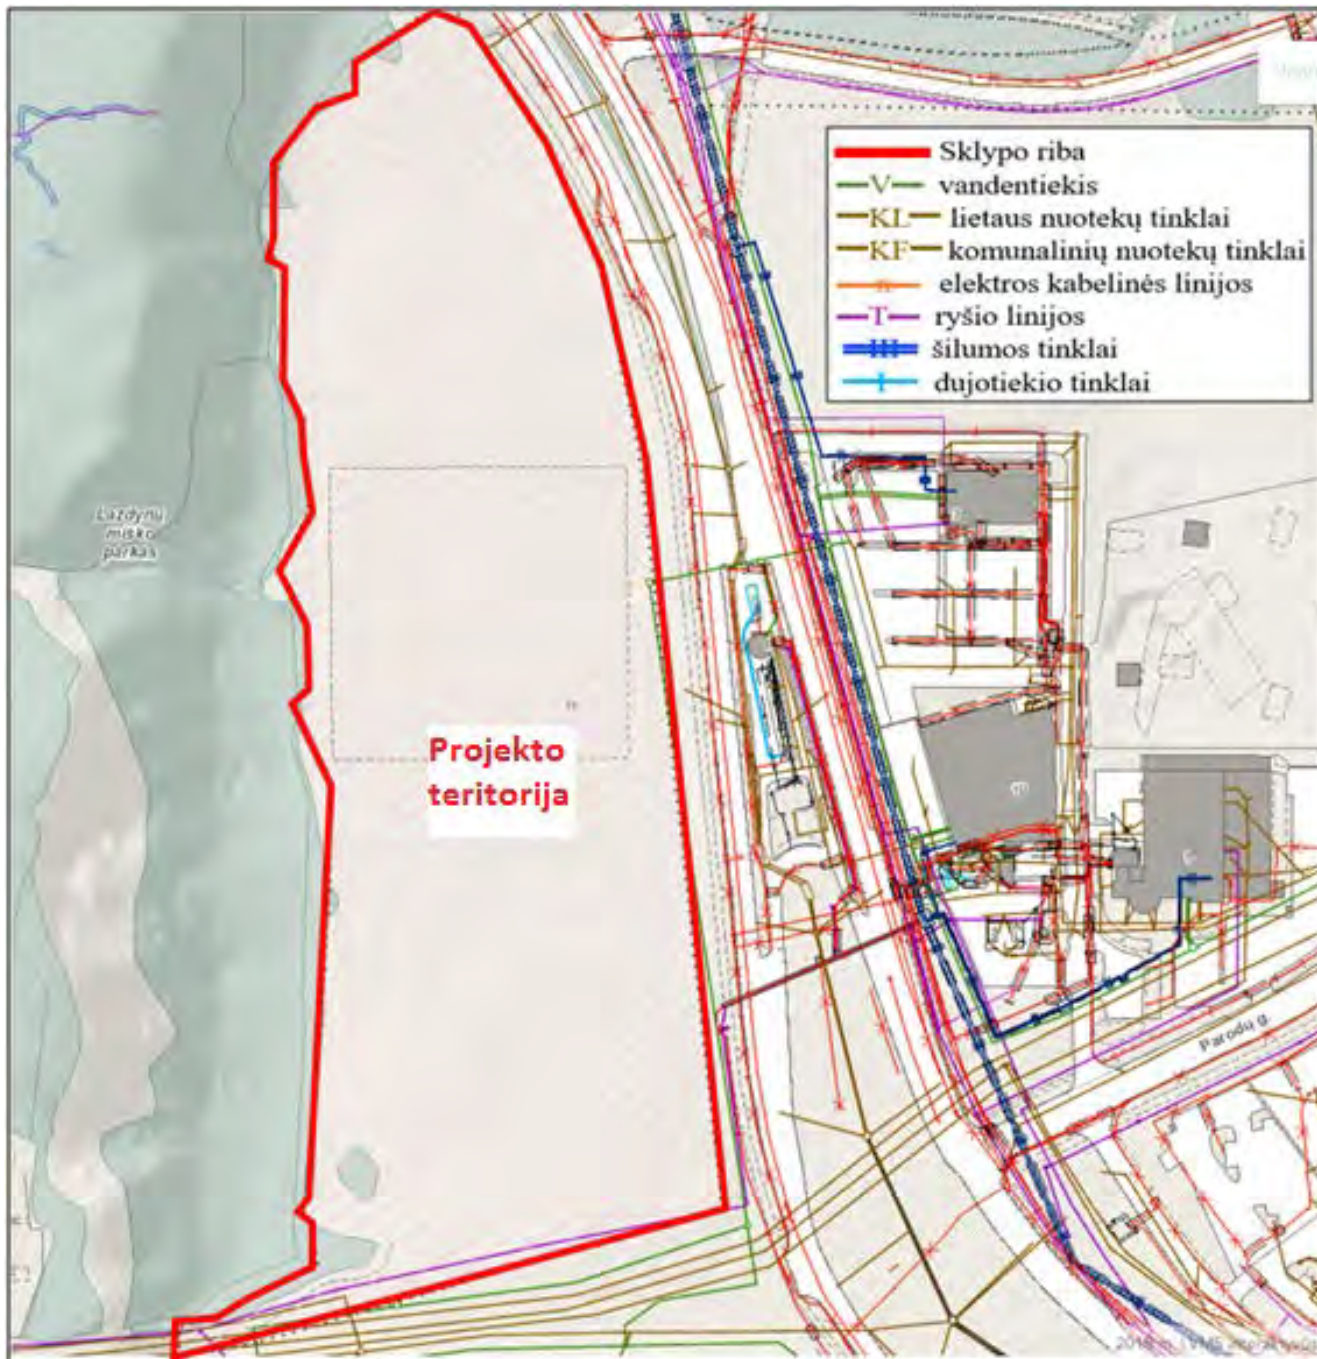 Sklypo riba
V vandentiekis
KL lietaus nuotekų tinklai
KF komunalinių nuotekų tinklai
elektros kabelinės linijos
T ryšio linijos
šilumos tinklai
dujotiekio tinklai
Lazdynų
miško
parkas
Projekto
teritorija
Parodų g.